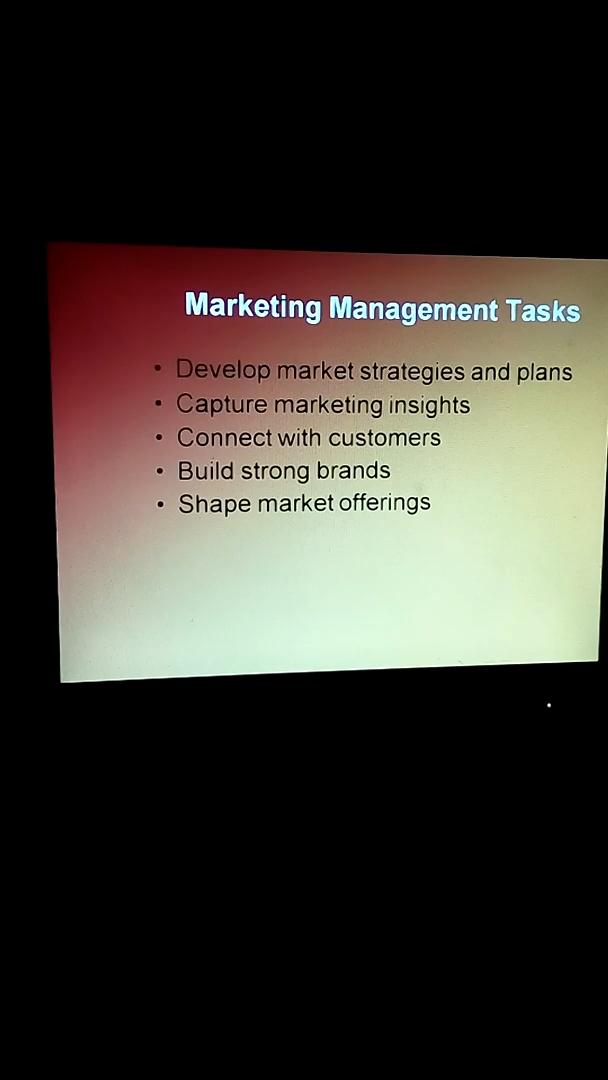 Marketing Management Tasks
• Develop market strategies and plans
• Capture marketing insights
• Connect with customers
• Build strong brands
• Shape market offerings